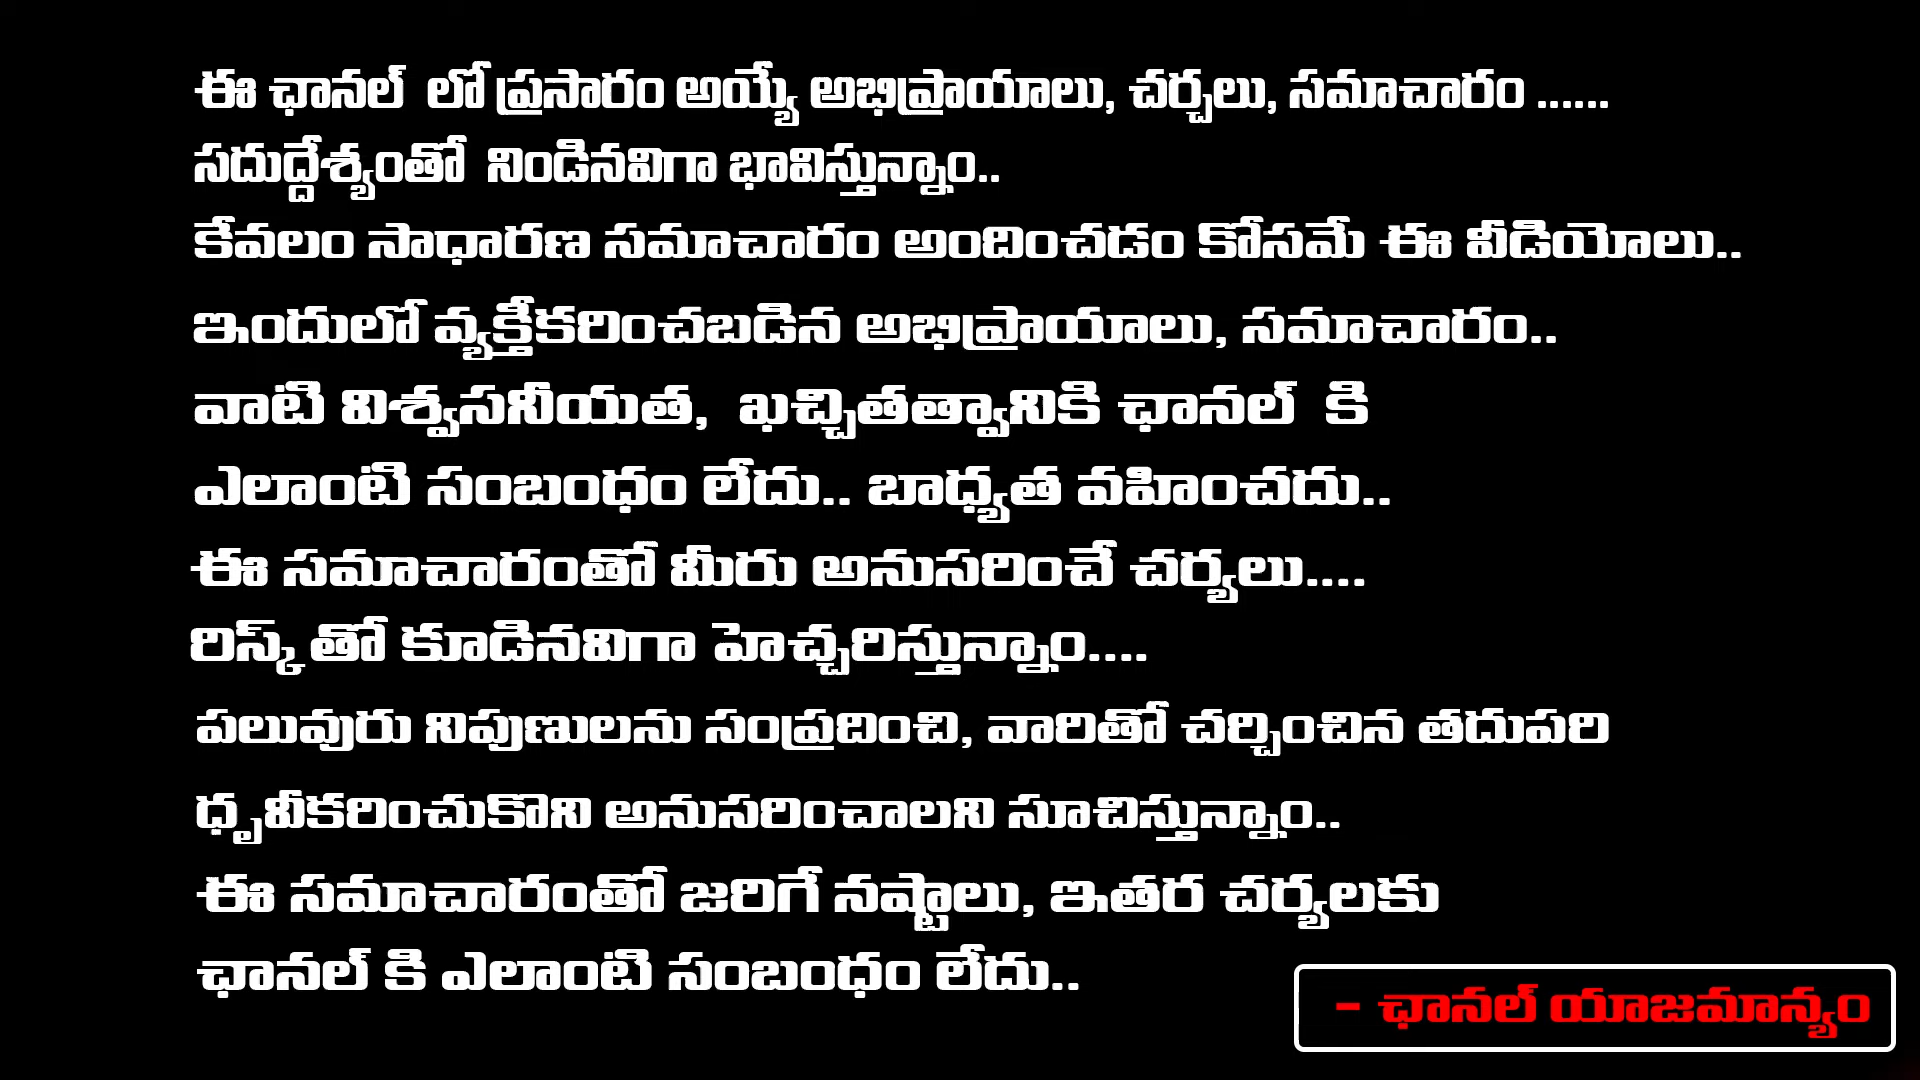 ఈ ఛానల్ లో ప్రసారం అయ్యే అభిప్రాయాలు, చర్చలు, సమాచారం ......
సదుద్దేశ్యంతో నిండినవిగా భావిస్తున్నాం..
కేవలం సాధారణ సమాచారం అందించడం కోసమే ఈ వీడియోలు..
ఇందులో వ్యక్తీకరించబడిన అభిప్రాయాలు, సమాచారం..
వాటి విశ్వసనీయత, ఖచ్చితత్వానికి ఛానల్ కి
ఎలాంటి సంబంధం లేదు.. బాధ్యత వహించదు..
ఈ సమాచారంతో మీరు అనుసరించే చర్యలు....
రిస్క్ తో కూడినవిగా హెచ్చరిస్తున్నాం....
పలువురు నిపుణులను సంప్రదించి, వారితో చర్చించిన తదుపరి
ధృవీకరించుకొని అనుసరించాలని సూచిస్తున్నాం..
ఈ సమాచారంతో జరిగే నష్టాలు, ఇతర చర్యలకు
ఛానల్ కి ఎలాంటి సంబంధం లేదు..
- ఛానల్ యాజమాన్యం